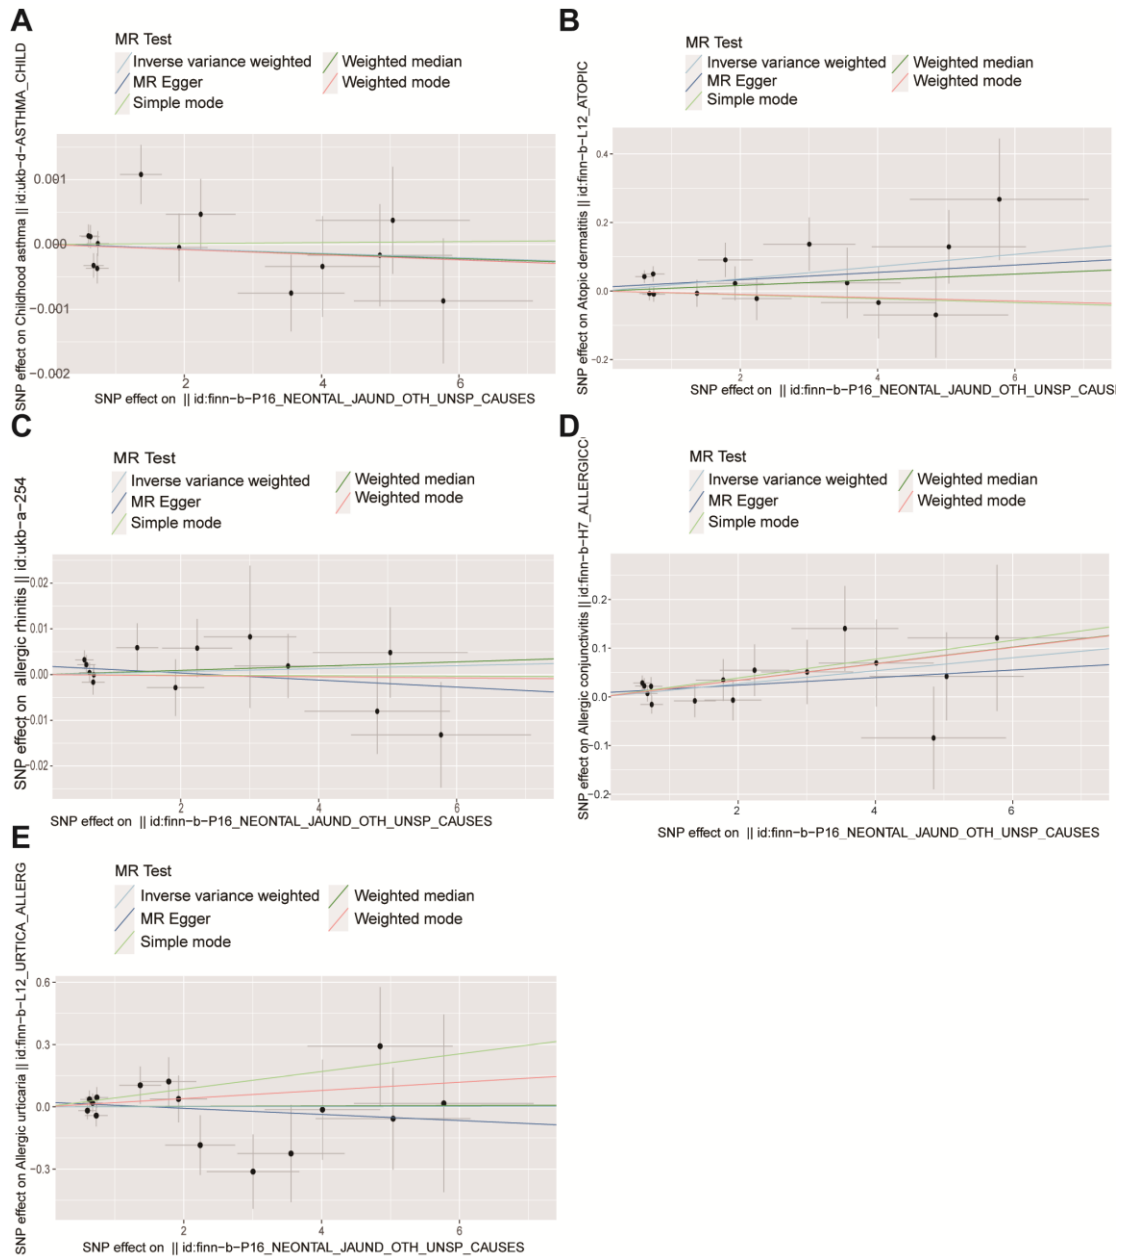 A
MR Test
Inverse variance weighted
Weighted median
MR Egger
Weighted mode
Simple mode
SNP effect on Childhood asthma || id:ukb-d-ASTHMA_CHILD
0.001
0.000
−0.001
−0.002
2
4
6
SNP effect on || id:finn−b−P16_NEONTAL_JAUND_OTH_UNSP_CAUSES
B
MR Test
Inverse variance weighted
Weighted median
MR Egger
Weighted mode
Simple mode
SNP effect on Atopic dermatitis || id:finn−b−L12_ATOPIC
0.4
0.2
0.0
−0.2
2
4
6
SNP effect on || id:finn−b−P16_NEONTAL_JAUND_OTH_UNSP_CAUS
C
MR Test
Inverse variance weighted
Weighted median
MR Egger
Weighted mode
Simple mode
SNP effect on allergic rhinitis || id:ukb-a-254
0.02
0.01
0.00
−0.01
−0.02
2
4
6
SNP effect on || id:finn−b−P16_NEONTAL_JAUND_OTH_UNSP_CAUSES
D
MR Test
Inverse variance weighted
Weighted median
MR Egger
Weighted mode
Simple mode
SNP effect on Allergic conjunctivitis || id:finn−b−H7_ALLERGICC
0.2
0.1
0.0
−0.1
−0.2
2
4
6
SNP effect on || id:finn−b−P16_NEONTAL_JAUND_OTH_UNSP_CAUSES
E
MR Test
Inverse variance weighted
Weighted median
MR Egger
Weighted mode
Simple mode
SNP effect on Allergic urticaria || id:finn−b−L12_URTICA_ALLERG
0.6
0.3
0.0
−0.3
2
4
6
SNP effect on || id:finn−b−P16_NEONTAL_JAUND_OTH_UNSP_CAUSES